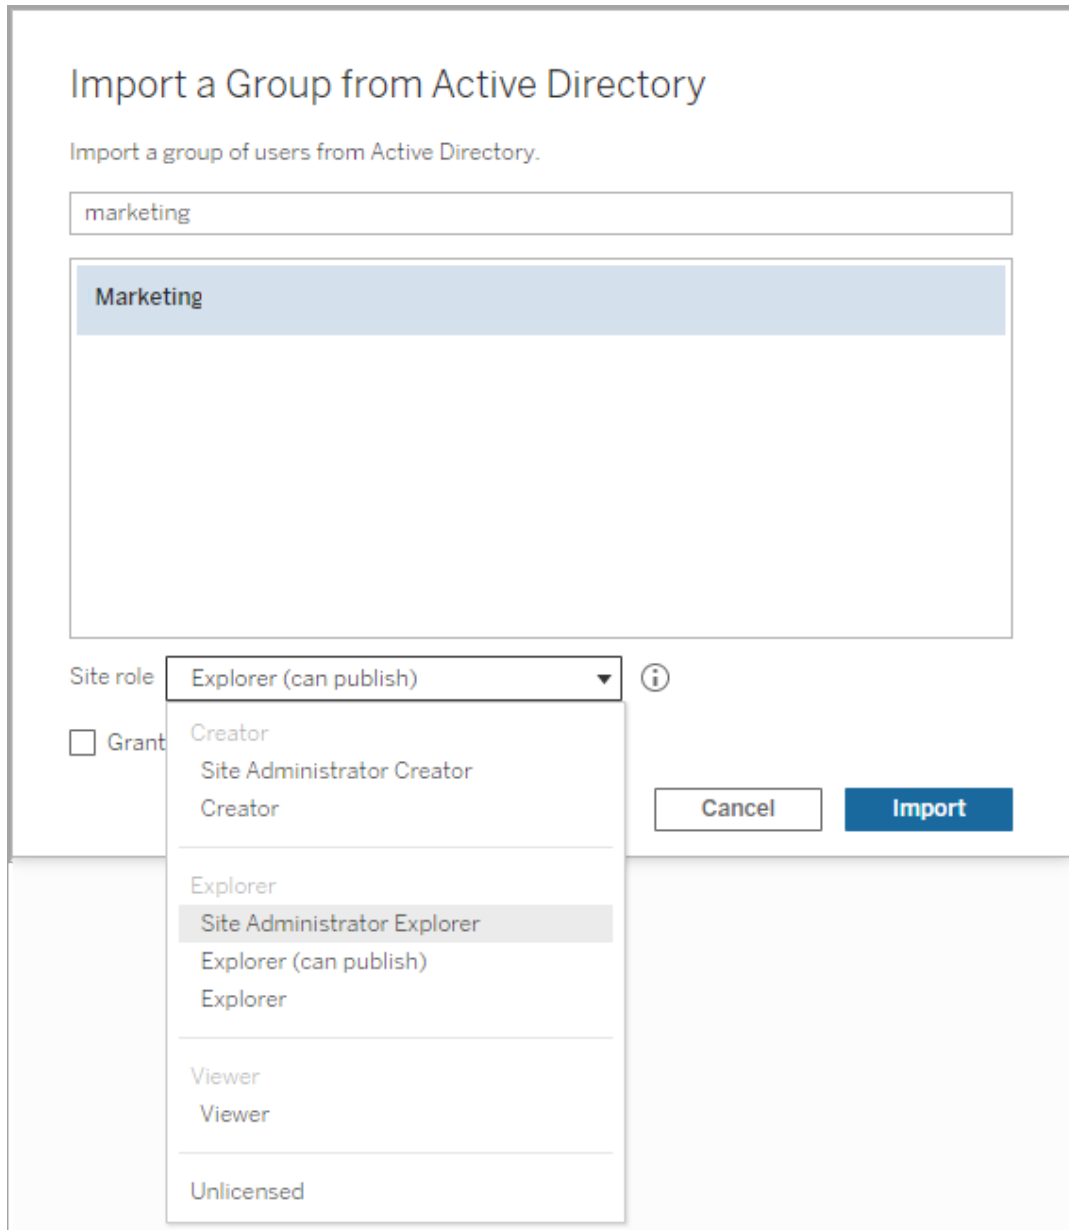 Import a Group from Active Directory
Import a group of users from Active Directory.
marketing
Marketing
Site role
Explorer (can publish)
Grant
Creator
Site Administrator Creator
Creator
Cancel
Import
Explorer
Site Administrator Explorer
Explorer (can publish)
Explorer
Viewer
Viewer
Unlicensed